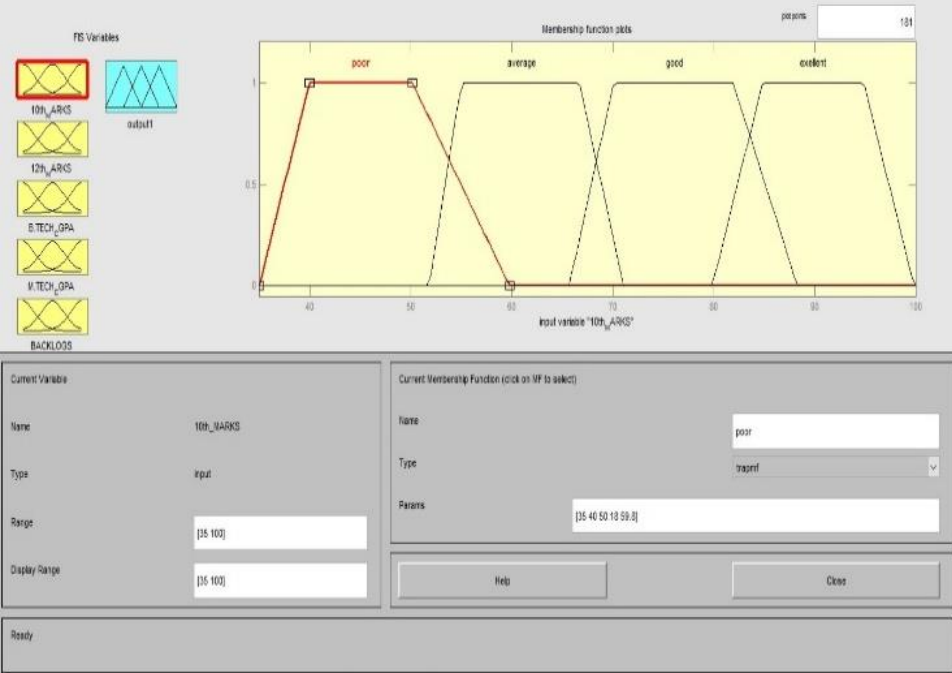 FIS Variables
Membership function plots
plot points:
181
10th_MARKS
output1
12th_MARKS
B.TECH_CGPA
M.TECH_CGPA
BACKLOGS
poor average good exellent
1
0.5
0
40 50 60 70 80 90 100
input variable "10th_MARKS"
Current Variable
Name 10th_MARKS
Type input
Range [35 100]
Display Range [35 100]
Current Membership Function (click on MF to select)
Name poor
Type trapmf
Params [35 40 50.18 59.8]
Help Close
Ready